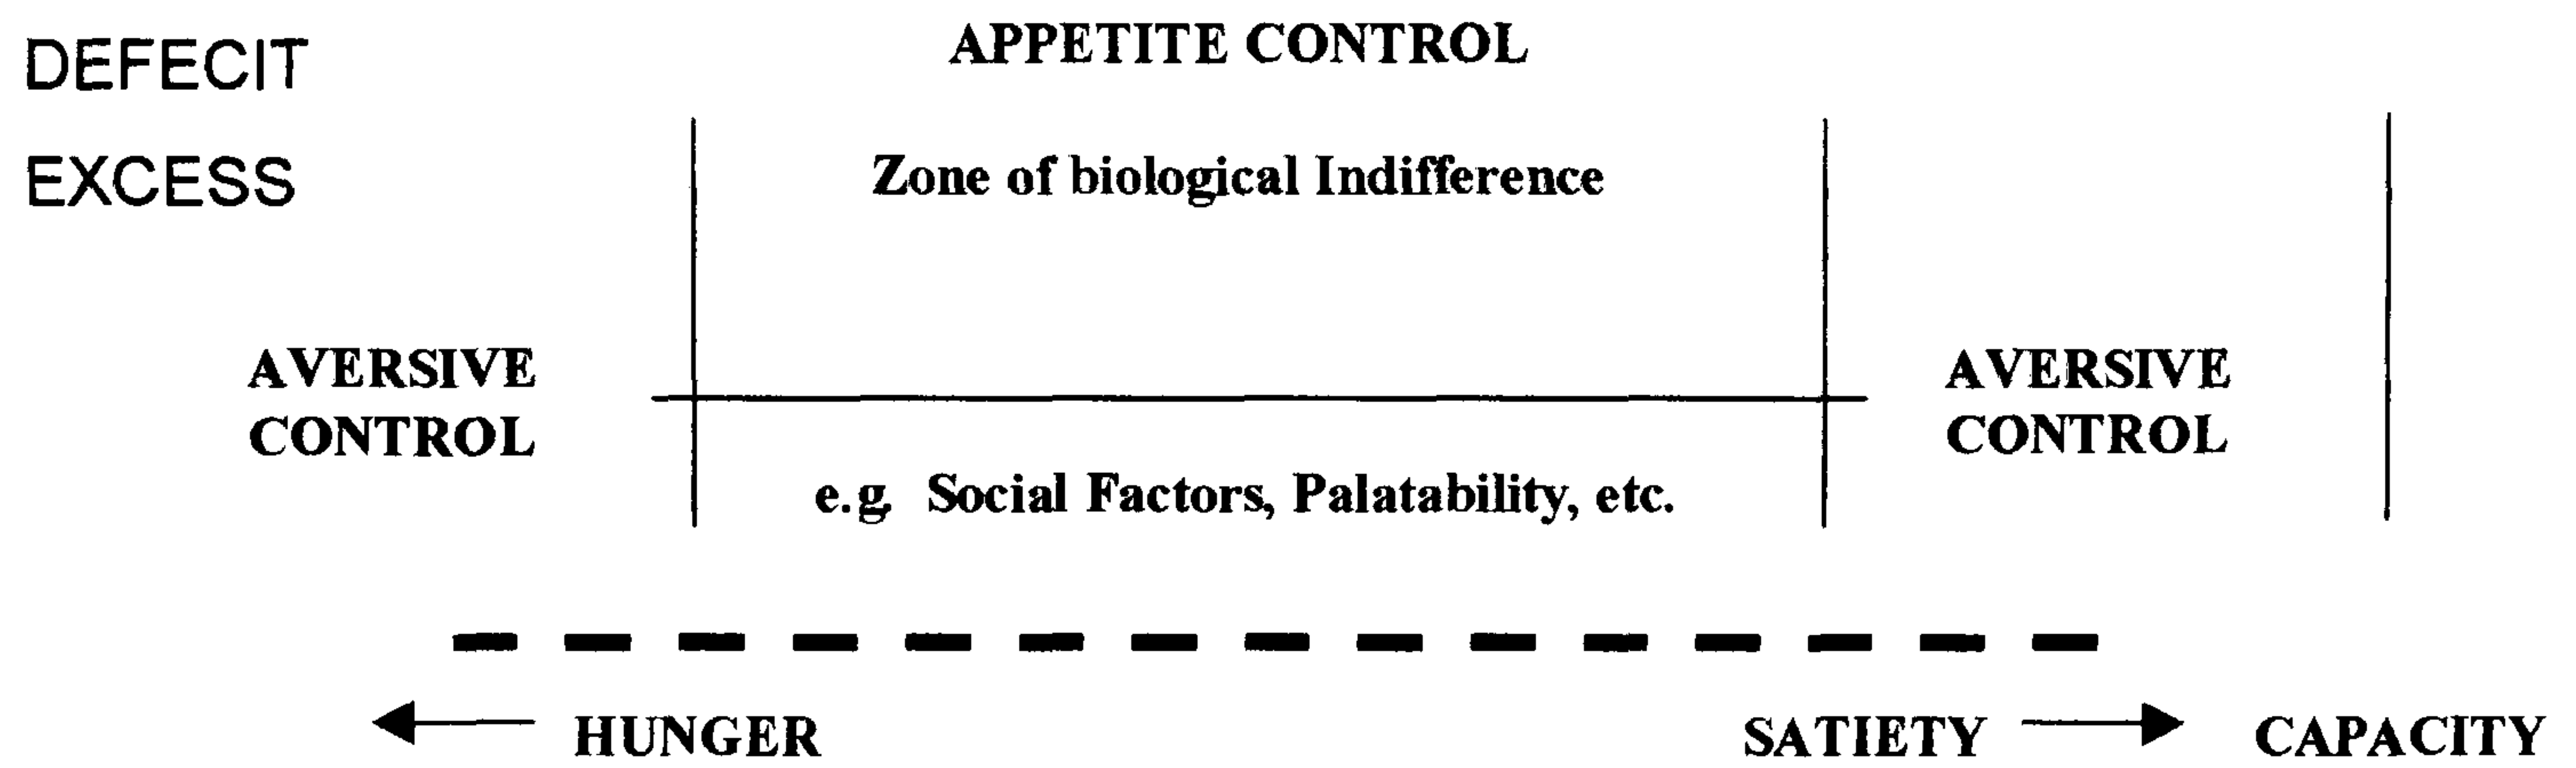 DEFECIT
APPETITE CONTROL
EXCESS
Zone of biological Indifference
AVERSIVE
CONTROL
AVERSIVE
CONTROL
e.g. Social Factors, Palatability, etc.
HUNGER
SATIETY
CAPACITY